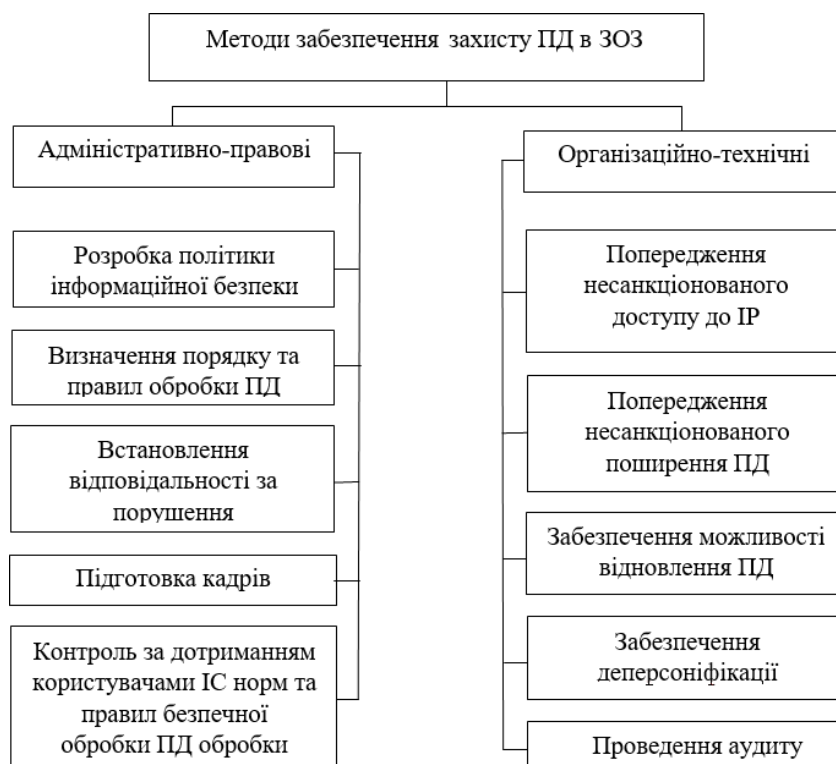 Методи забезпечення захисту ПД в ЗОЗ
Адміністративно-правові
Розробка політики
інформаційної безпеки
Визначення порядку та
правил обробки ПД
Встановлення
відповідальності за
порушення
Підготовка кадрів
Контроль за дотриманням
користувачами ІС норм та
правил безпечної
обробки ПД обробки
Організаційно-технічні
Попередження
несанкціонованого
доступу до ІР
Попередження
несанкціонованого
поширення ПД
Забезпечення можливості
відновлення ПД
Забезпечення
деперсоніфікації
Проведення аудиту